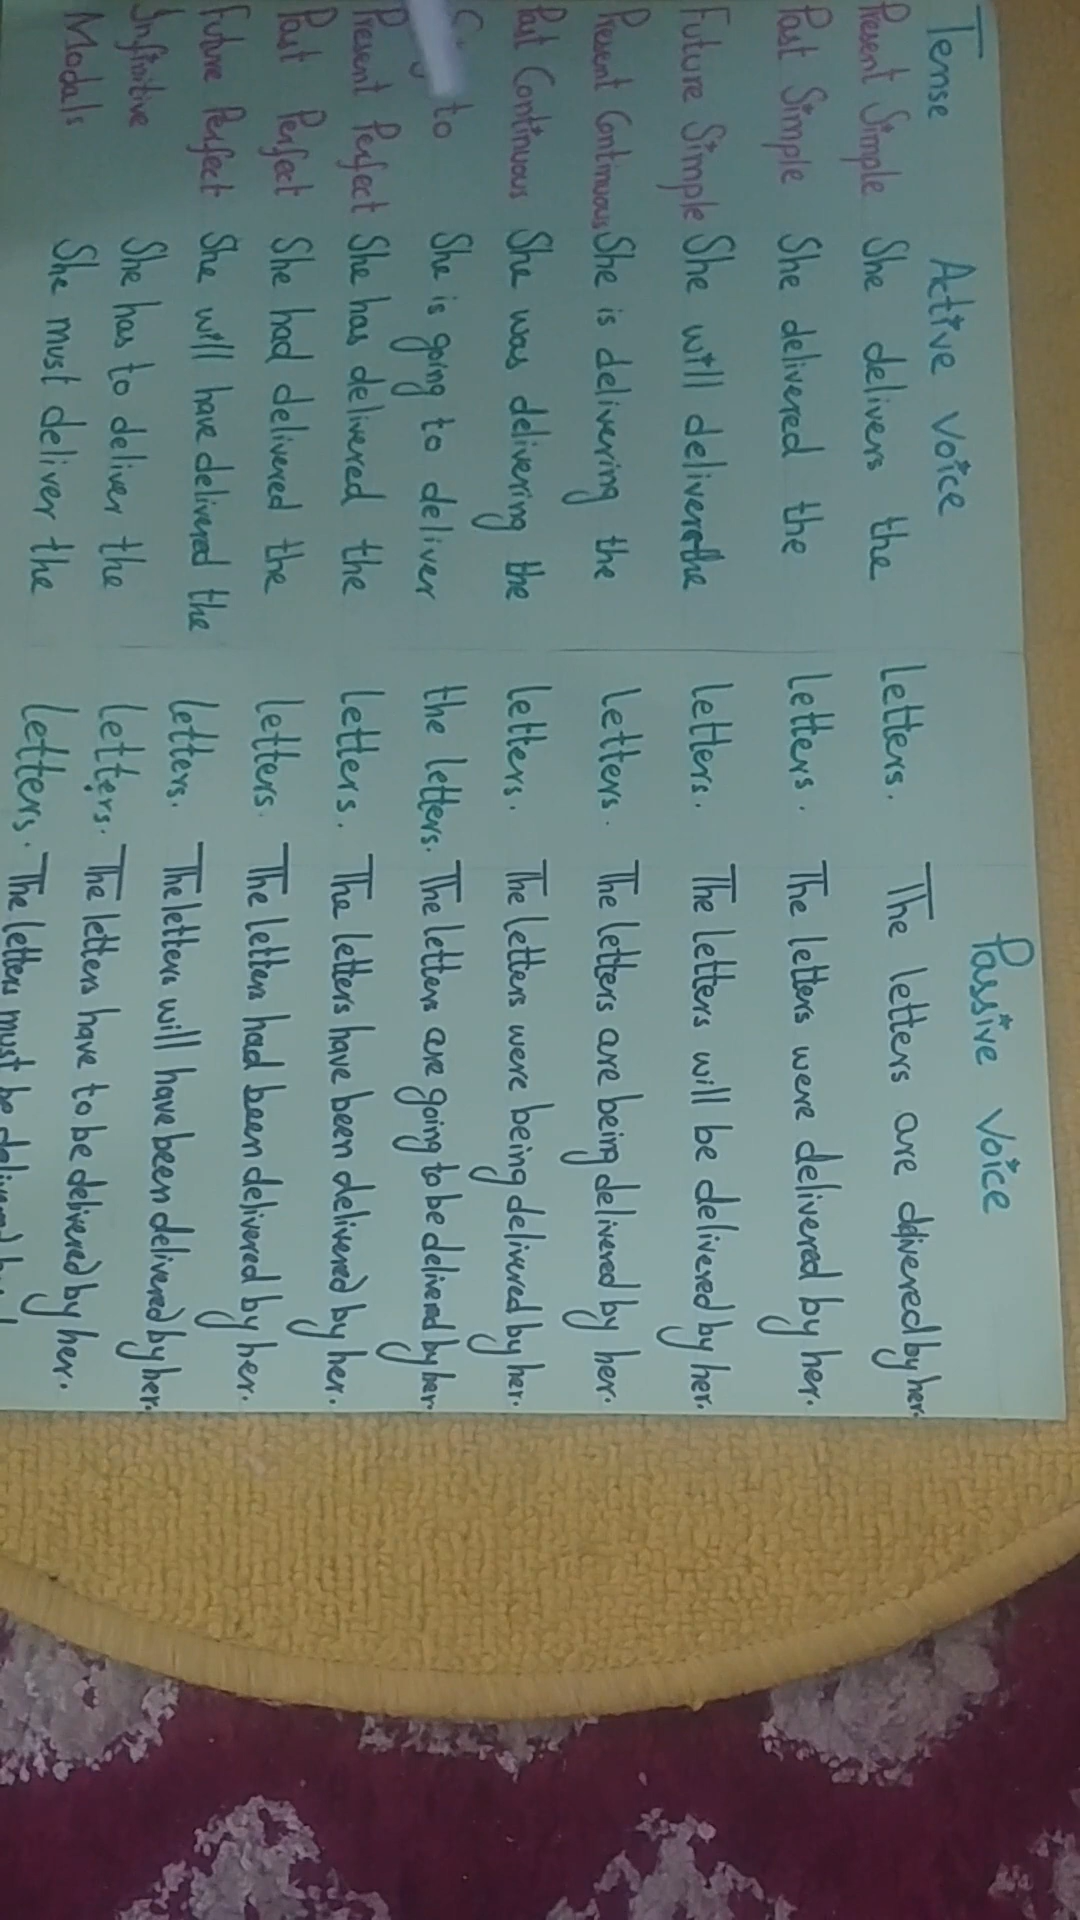 Tense Active voice Passive voice
Present Simple She delivers the letters. The letters are delivered by her.
Past Simple She delivered the letters. The letters were delivered by her.
Future Simple She will deliver the letters. The letters will be delivered by her.
Present Continuous She is delivering the letters. The letters are being delivered by her.
Past Continuous She was delivering the letters. The letters were being delivered by her.
to She is going to deliver the letters. The letters are going to be delivered by her.
Present Perfect She has delivered the letters. The letters have been delivered by her.
Past Perfect She had delivered the letters. The letters had been delivered by her.
Future Perfect She will have delivered the letters. The letters will have been delivered by her.
Infinitive She has to deliver the letters. The letters have to be delivered by her.
Modals She must deliver the letters. The letters must be